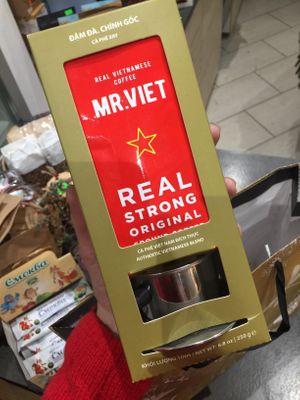 ĐẬM ĐÀ, CHÍNH GỐC
CÀ PHÊ XAY
REAL VIETNAMESE
COFFEE
MR.VIET
REAL
STRONG
ORIGINAL
CÀ PHÊ VIỆT NAM ĐÍCH THỰC
AUTHENTIC VIETNAMESE BLEND
KHỐI LƯỢNG TỊNH / NET WT. 8.8 oz / 250 g e
Смоква